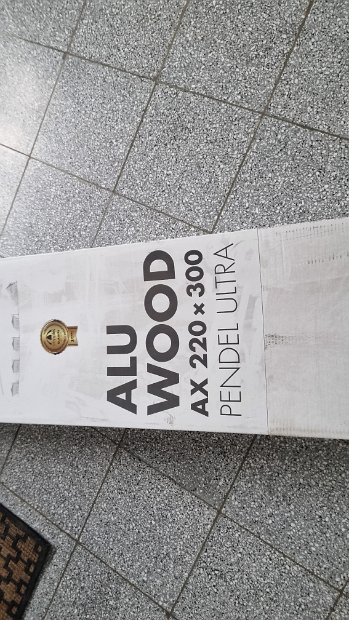 ALU
WOOD
AX 220 × 300
PENDEL ULTRA